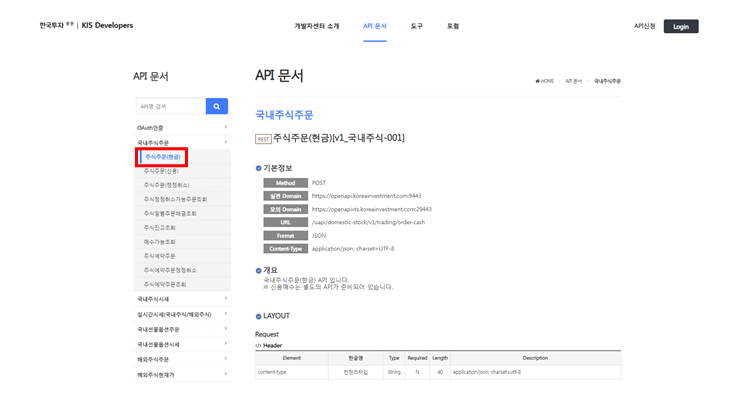 한국투자 증권 | KIS Developers
개발자센터 소개 API 문서 도구 포럼
API신청 Login
API 문서
API명 검색
OAuth인증
국내주식주문
주식주문(현금)
주식주문(신용)
주식주문(정정취소)
주식정정취소가능주문조회
주식일별주문체결조회
주식잔고조회
매수가능조회
주식예약주문
주식예약주문정정취소
주식예약주문조회
국내주식시세
실시간시세(국내주식/해외주식)
국내선물옵션주문
국내선물옵션시세
해외주식주문
해외주식현재가
API 문서
HOME API 문서 국내주식주문
국내주식주문
REST 주식주문(현금)[v1_국내주식-001]
기본정보
Method POST
실전 Domain https://openapi.koreainvestment.com:9443
모의 Domain https://openapivts.koreainvestment.com:29443
URL /uapi/domestic-stock/v1/trading/order-cash
Format JSON
Content-Type application/json; charset=UTF-8
개요
국내주식주문(현금) API 입니다.
※ 신용매수는 별도의 API가 준비되어 있습니다.
LAYOUT
Request
</> Header
Element 한글명 Type Required Length Description
content-type 컨텐츠타입 String N 40 application/json; charset=utf-8